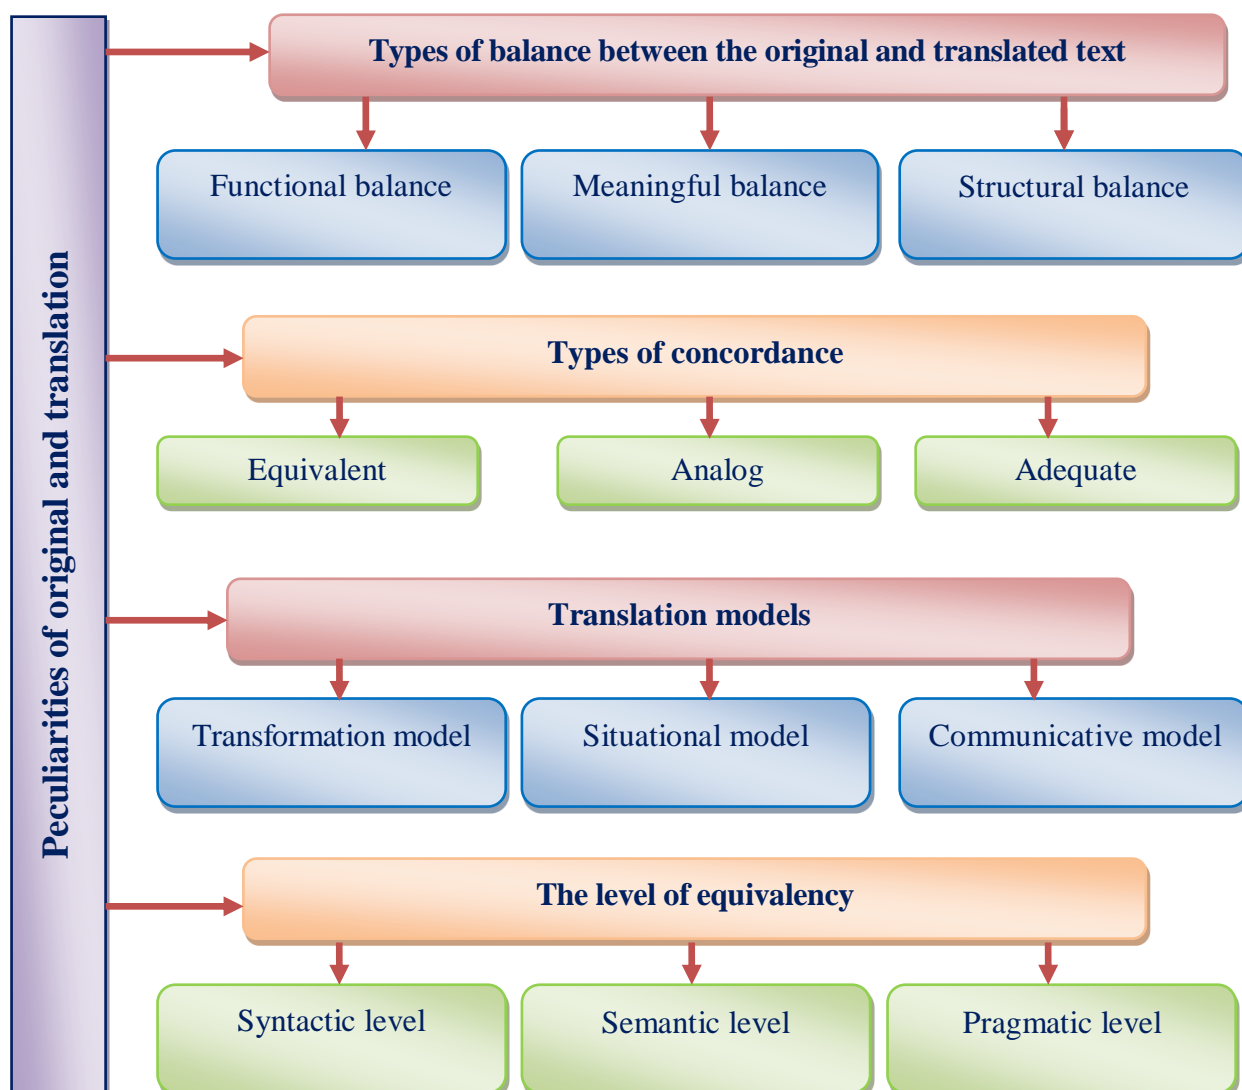 Peculiarities of original and translation
Types of balance between the original and translated text
Functional balance
Meaningful balance
Structural balance
Types of concordance
Equivalent
Analog
Adequate
Translation models
Transformation model
Situational model
Communicative model
The level of equivalency
Syntactic level
Semantic level
Pragmatic level